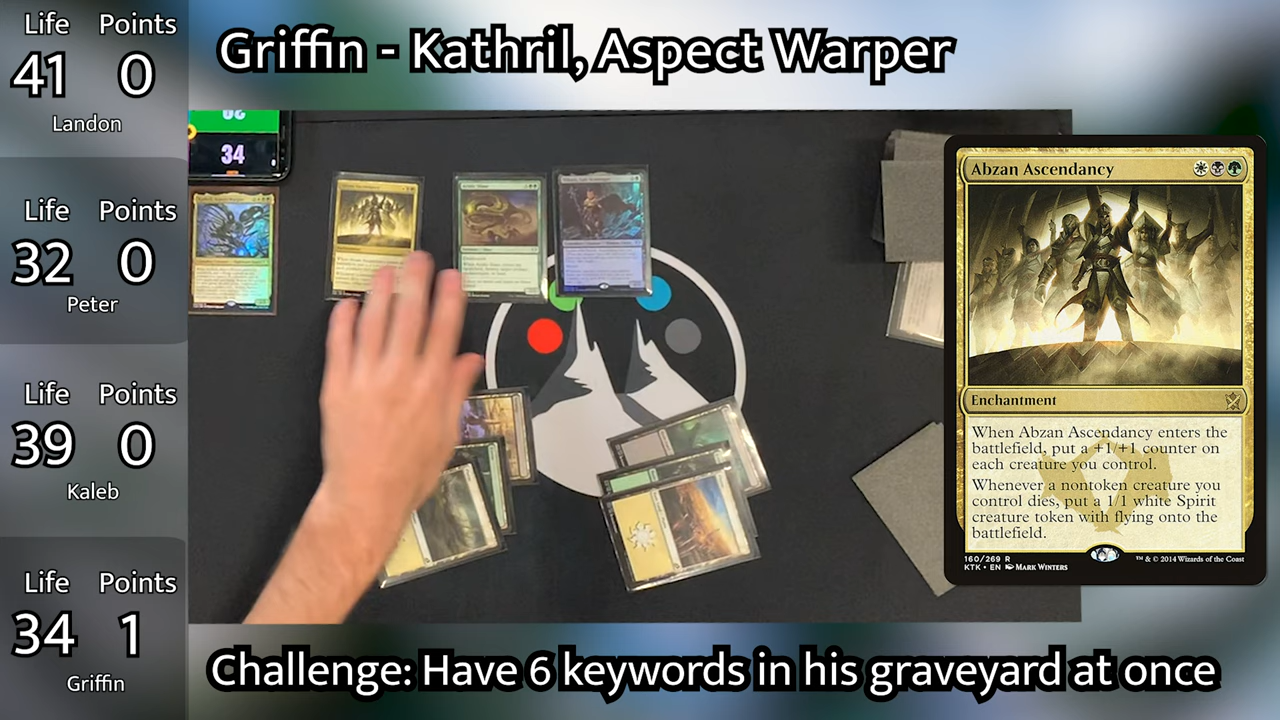 Life Points
41 0
Landon
Life Points
32 0
Peter
Life Points
39 0
Kaleb
Life Points
34 1
Griffin
Griffin - Kathril, Aspect Warper
34
Abzan Ascendancy
Enchantment
When Abzan Ascendancy enters the
battlefield, put a +1/+1 counter on
each creature you control.
Whenever a nontoken creature you
control dies, put a 1/1 white Spirit
creature token with flying onto the
battlefield.
160/269 R
KTK • EN MARK WINTERS
™ & © 2014 Wizards of the Coast
Challenge: Have 6 keywords in his graveyard at once